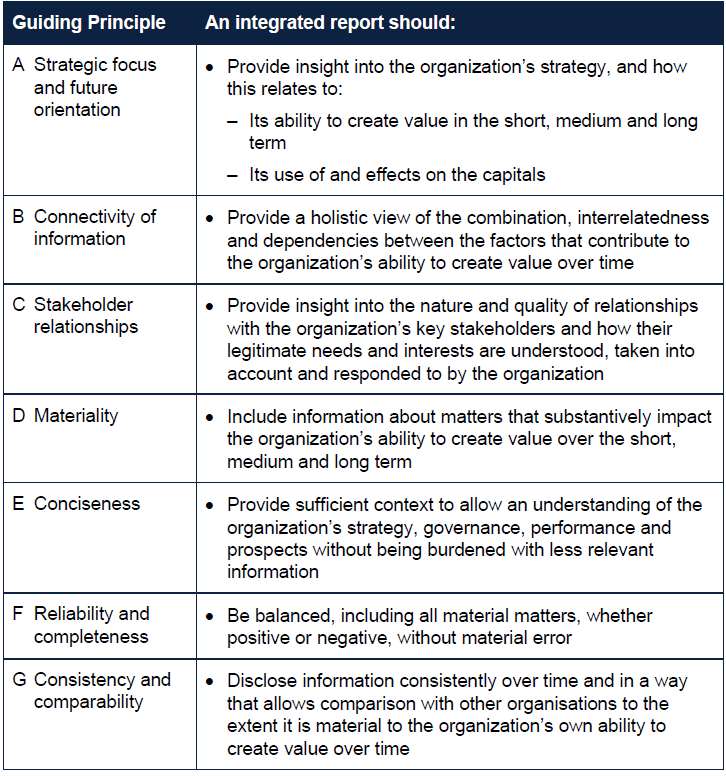 Guiding Principle An integrated report should:
A Strategic focus
and future
orientation
• Provide insight into the organization’s strategy, and how
this relates to:
– Its ability to create value in the short, medium and long
term
– Its use of and effects on the capitals
B Connectivity of
information
• Provide a holistic view of the combination, interrelatedness
and dependencies between the factors that contribute to
the organization’s ability to create value over time
C Stakeholder
relationships
• Provide insight into the nature and quality of relationships
with the organization’s key stakeholders and how their
legitimate needs and interests are understood, taken into
account and responded to by the organization
D Materiality
• Include information about matters that substantively impact
the organization’s ability to create value over the short,
medium and long term
E Conciseness
• Provide sufficient context to allow an understanding of the
organization’s strategy, governance, performance and
prospects without being burdened with less relevant
information
F Reliability and
completeness
• Be balanced, including all material matters, whether
positive or negative, without material error
G Consistency and
comparability
• Disclose information consistently over time and in a way
that allows comparison with other organisations to the
extent it is material to the organization’s own ability to
create value over time